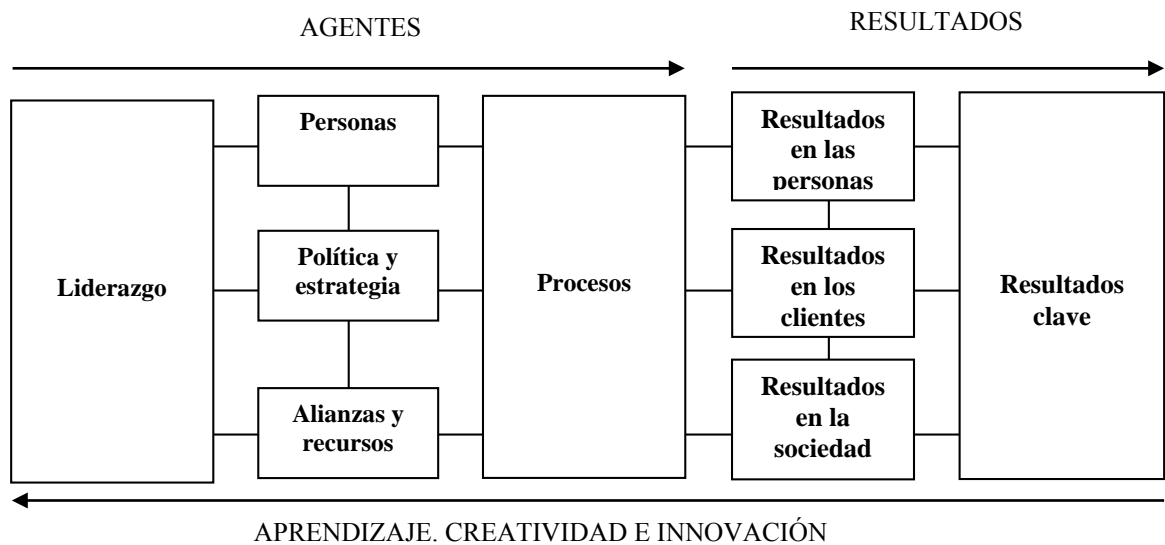 AGENTES
RESULTADOS
Liderazgo
Personas
Política y
estrategia
Alianzas y
recursos
Procesos
Resultados
en las
personas
Resultados
en los
clientes
Resultados
en la
sociedad
Resultados
clave
APRENDIZAJE. CREATIVIDAD E INNOVACIÓN